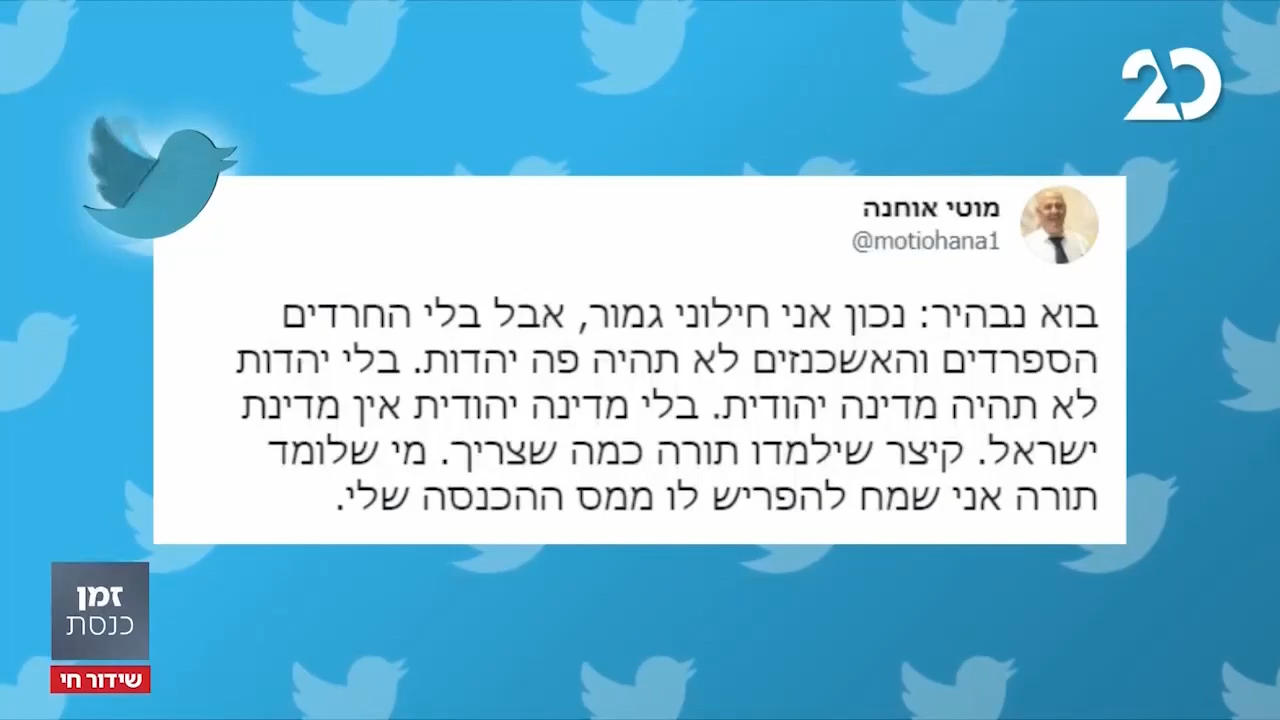 20
מוטי אוחנה
@motiohana1
בוא נבהיר: נכון אני חילוני גמור, אבל בלי החרדים
הספרדים והאשכנזים לא תהיה פה יהדות. בלי יהדות
לא תהיה מדינה יהודית. בלי מדינה יהודית אין מדינת
ישראל. קיצר שילמדו תורה כמה שצריך. מי שלומד
תורה אני שמח להפריש לו ממס ההכנסה שלי.
זמן
כנסת
שידור חי